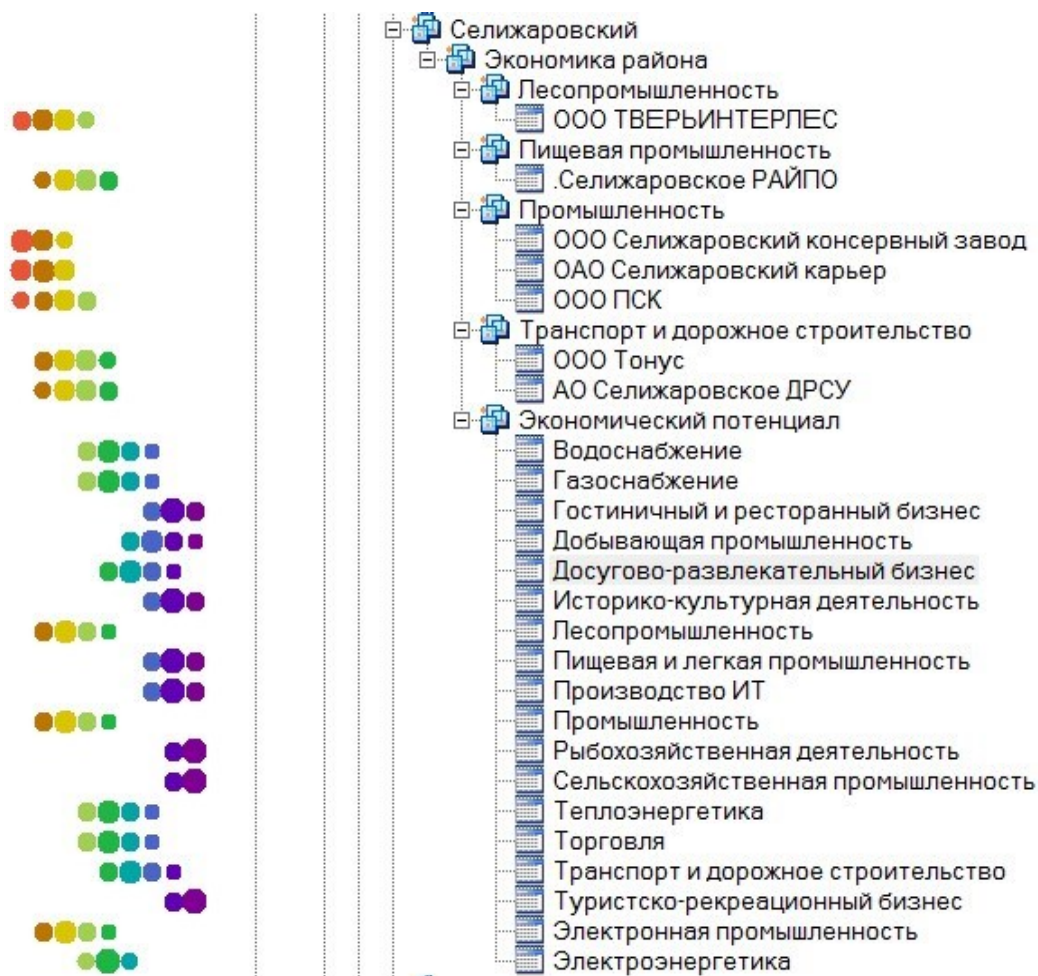 Селижаровский
Экономика района
Лесопромышленность
ООО ТВЕРЬИНТЕРЛЕС
Пищевая промышленность
.Селижаровское РАЙПО
Промышленность
ООО Селижаровский консервный завод
ОАО Селижаровский карьер
ООО ПСК
Транспорт и дорожное строительство
ООО Тонус
АО Селижаровское ДРСУ
Экономический потенциал
Водоснабжение
Газоснабжение
Гостиничный и ресторанный бизнес
Добывающая промышленность
Досугово-развлекательный бизнес
Историко-культурная деятельность
Лесопромышленность
Пищевая и легкая промышленность
Производство ИТ
Промышленность
Рыбохозяйственная деятельность
Сельскохозяйственная промышленность
Теплоэнергетика
Торговля
Транспорт и дорожное строительство
Туристско-рекреационный бизнес
Электронная промышленность
Электроэнергетика